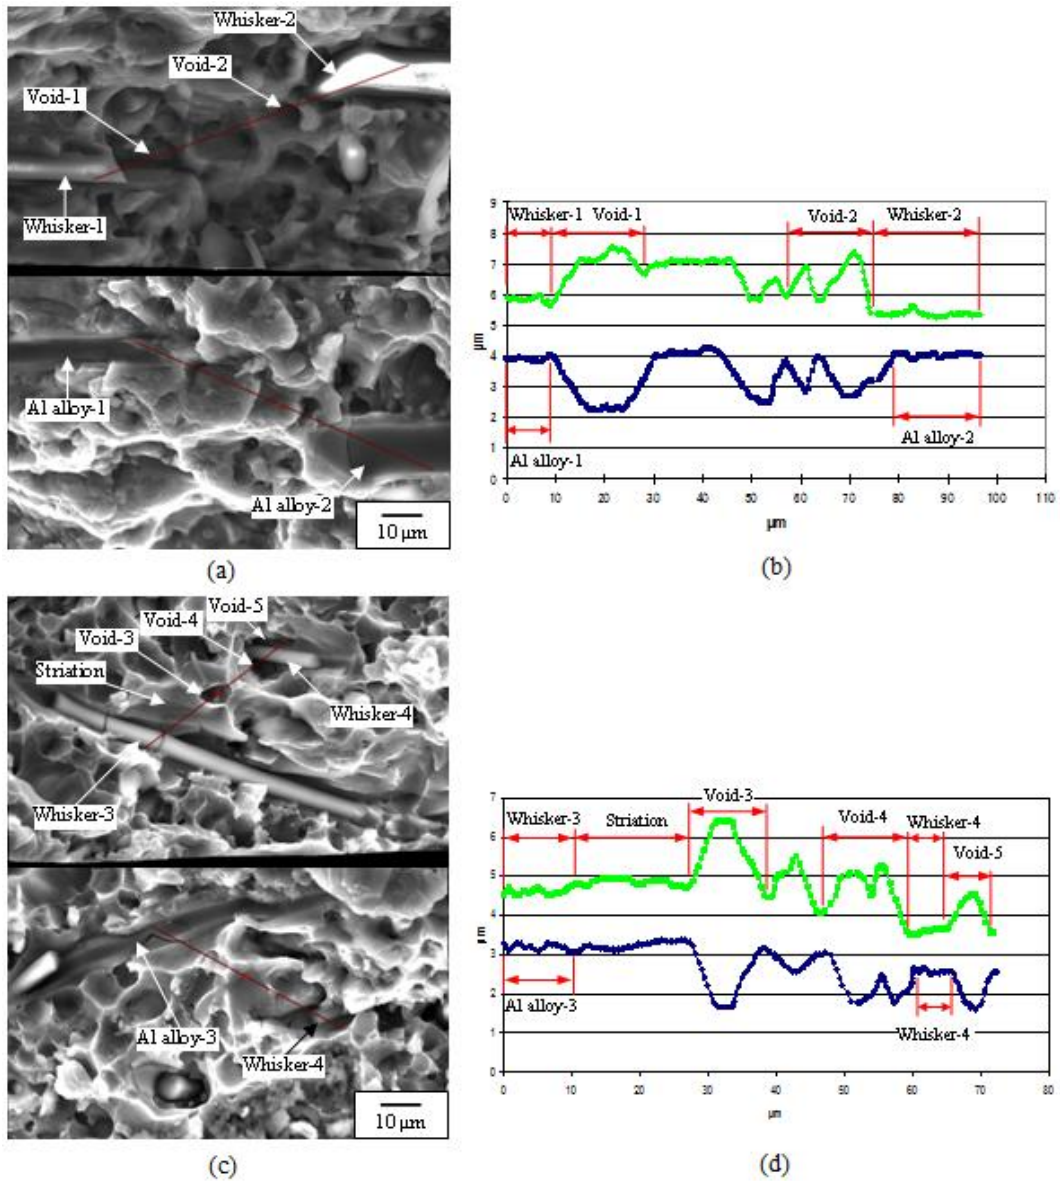 Whisker-2
Void-2
Void-1
Whisker-1
Al alloy-1
Al alloy-2
10 μm
(a)
9
8
7
6
5
4
3
2
1
0
μm
Whisker-1
Void-1
Void-2
Whisker-2
Al alloy-1
Al alloy-2
0 10 20 30 40 50 60 70 80 90 100 110
μm
(b)
Void-5
Void-4
Void-3
Striation
Whisker-4
Whisker-3
Al alloy-3
Whisker-4
10 μm
(c)
7
6
5
4
3
2
1
0
μm
Void-3
Whisker-3
Striation
Void-4
Whisker-4
Void-5
Al alloy-3
Whisker-4
0 10 20 30 40 50 60 70 80
μm
(d)